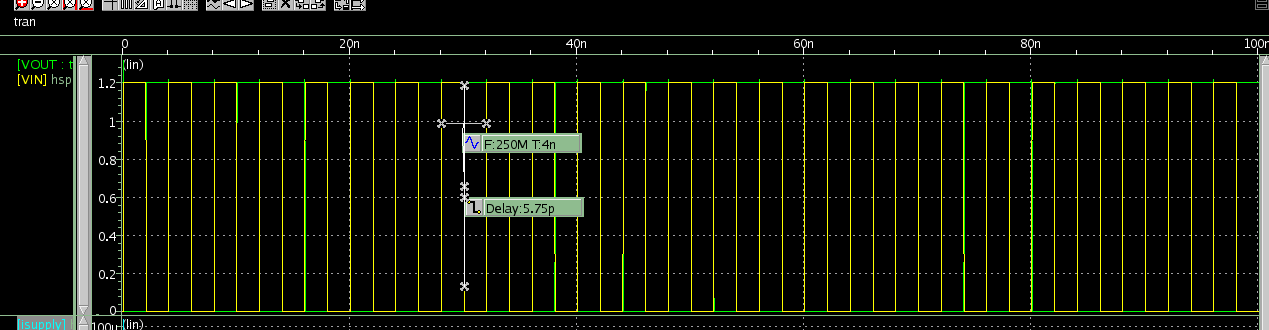 tran
0 20n 40n 60n 80n 100n
[VOUT : t
[VIN] hsp
(lin)
1.2
1
F:250M T:4n
0.8
0.6
Delay:5.75p
0.4
0.2
0
[Isupply]
100u
(lin)